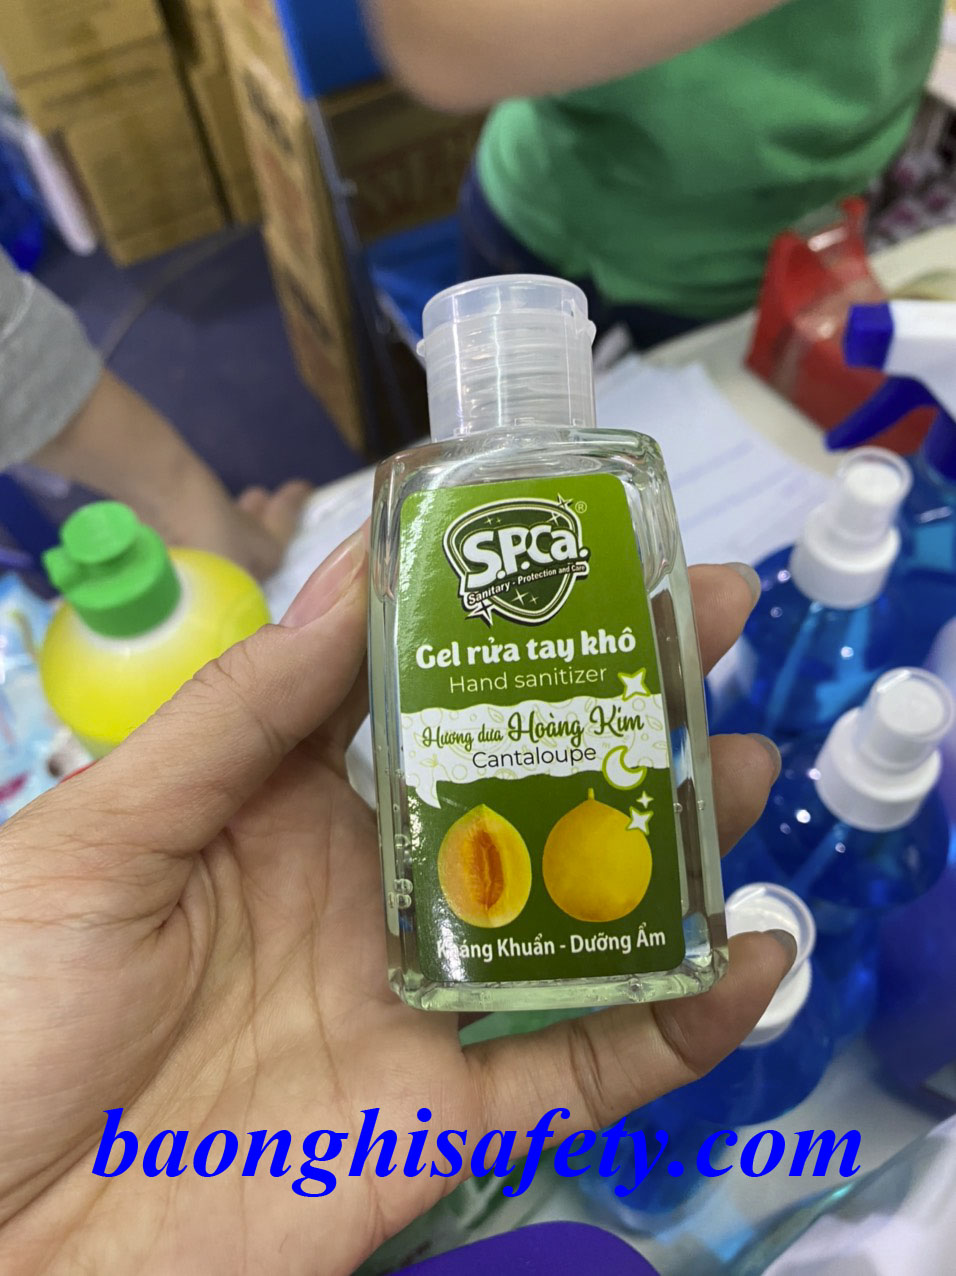 S.P.Ca. ®
Sanitary - Protection and Care
Gel rửa tay khô
Hand sanitizer
Hương dưa Hoàng Kim
Cantaloupe
Kháng Khuẩn - Dưỡng Ẩm
baonghisafety.com